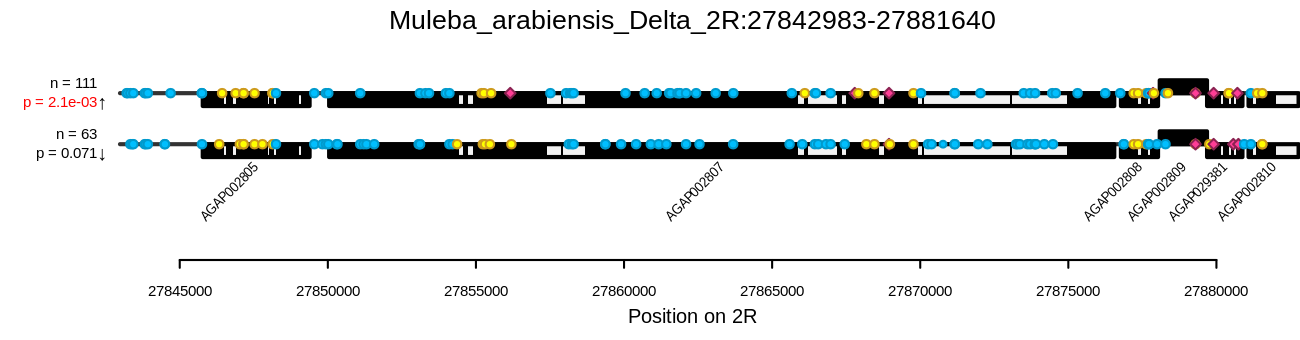 Muleba_arabiensis_Delta_2R:27842983-27881640
n = 111
p = 2.1e-03↑
n = 63
p = 0.071↓
AGAP002805 AGAP002807 AGAP002808 AGAP002809 AGAP029381 AGAP002810
27845000 27850000 27855000 27860000 27865000 27870000 27875000 27880000
Position on 2R